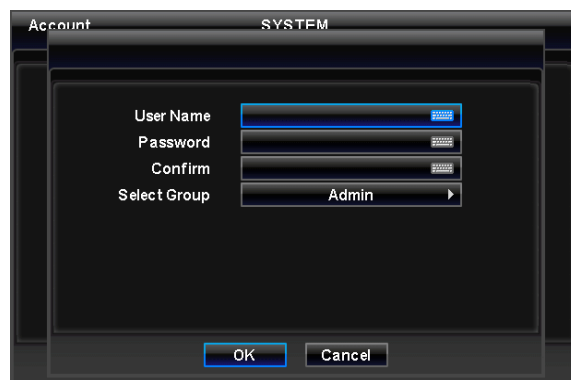 Account SYSTEM
User Name
Password
Confirm
Select Group Admin
OK Cancel